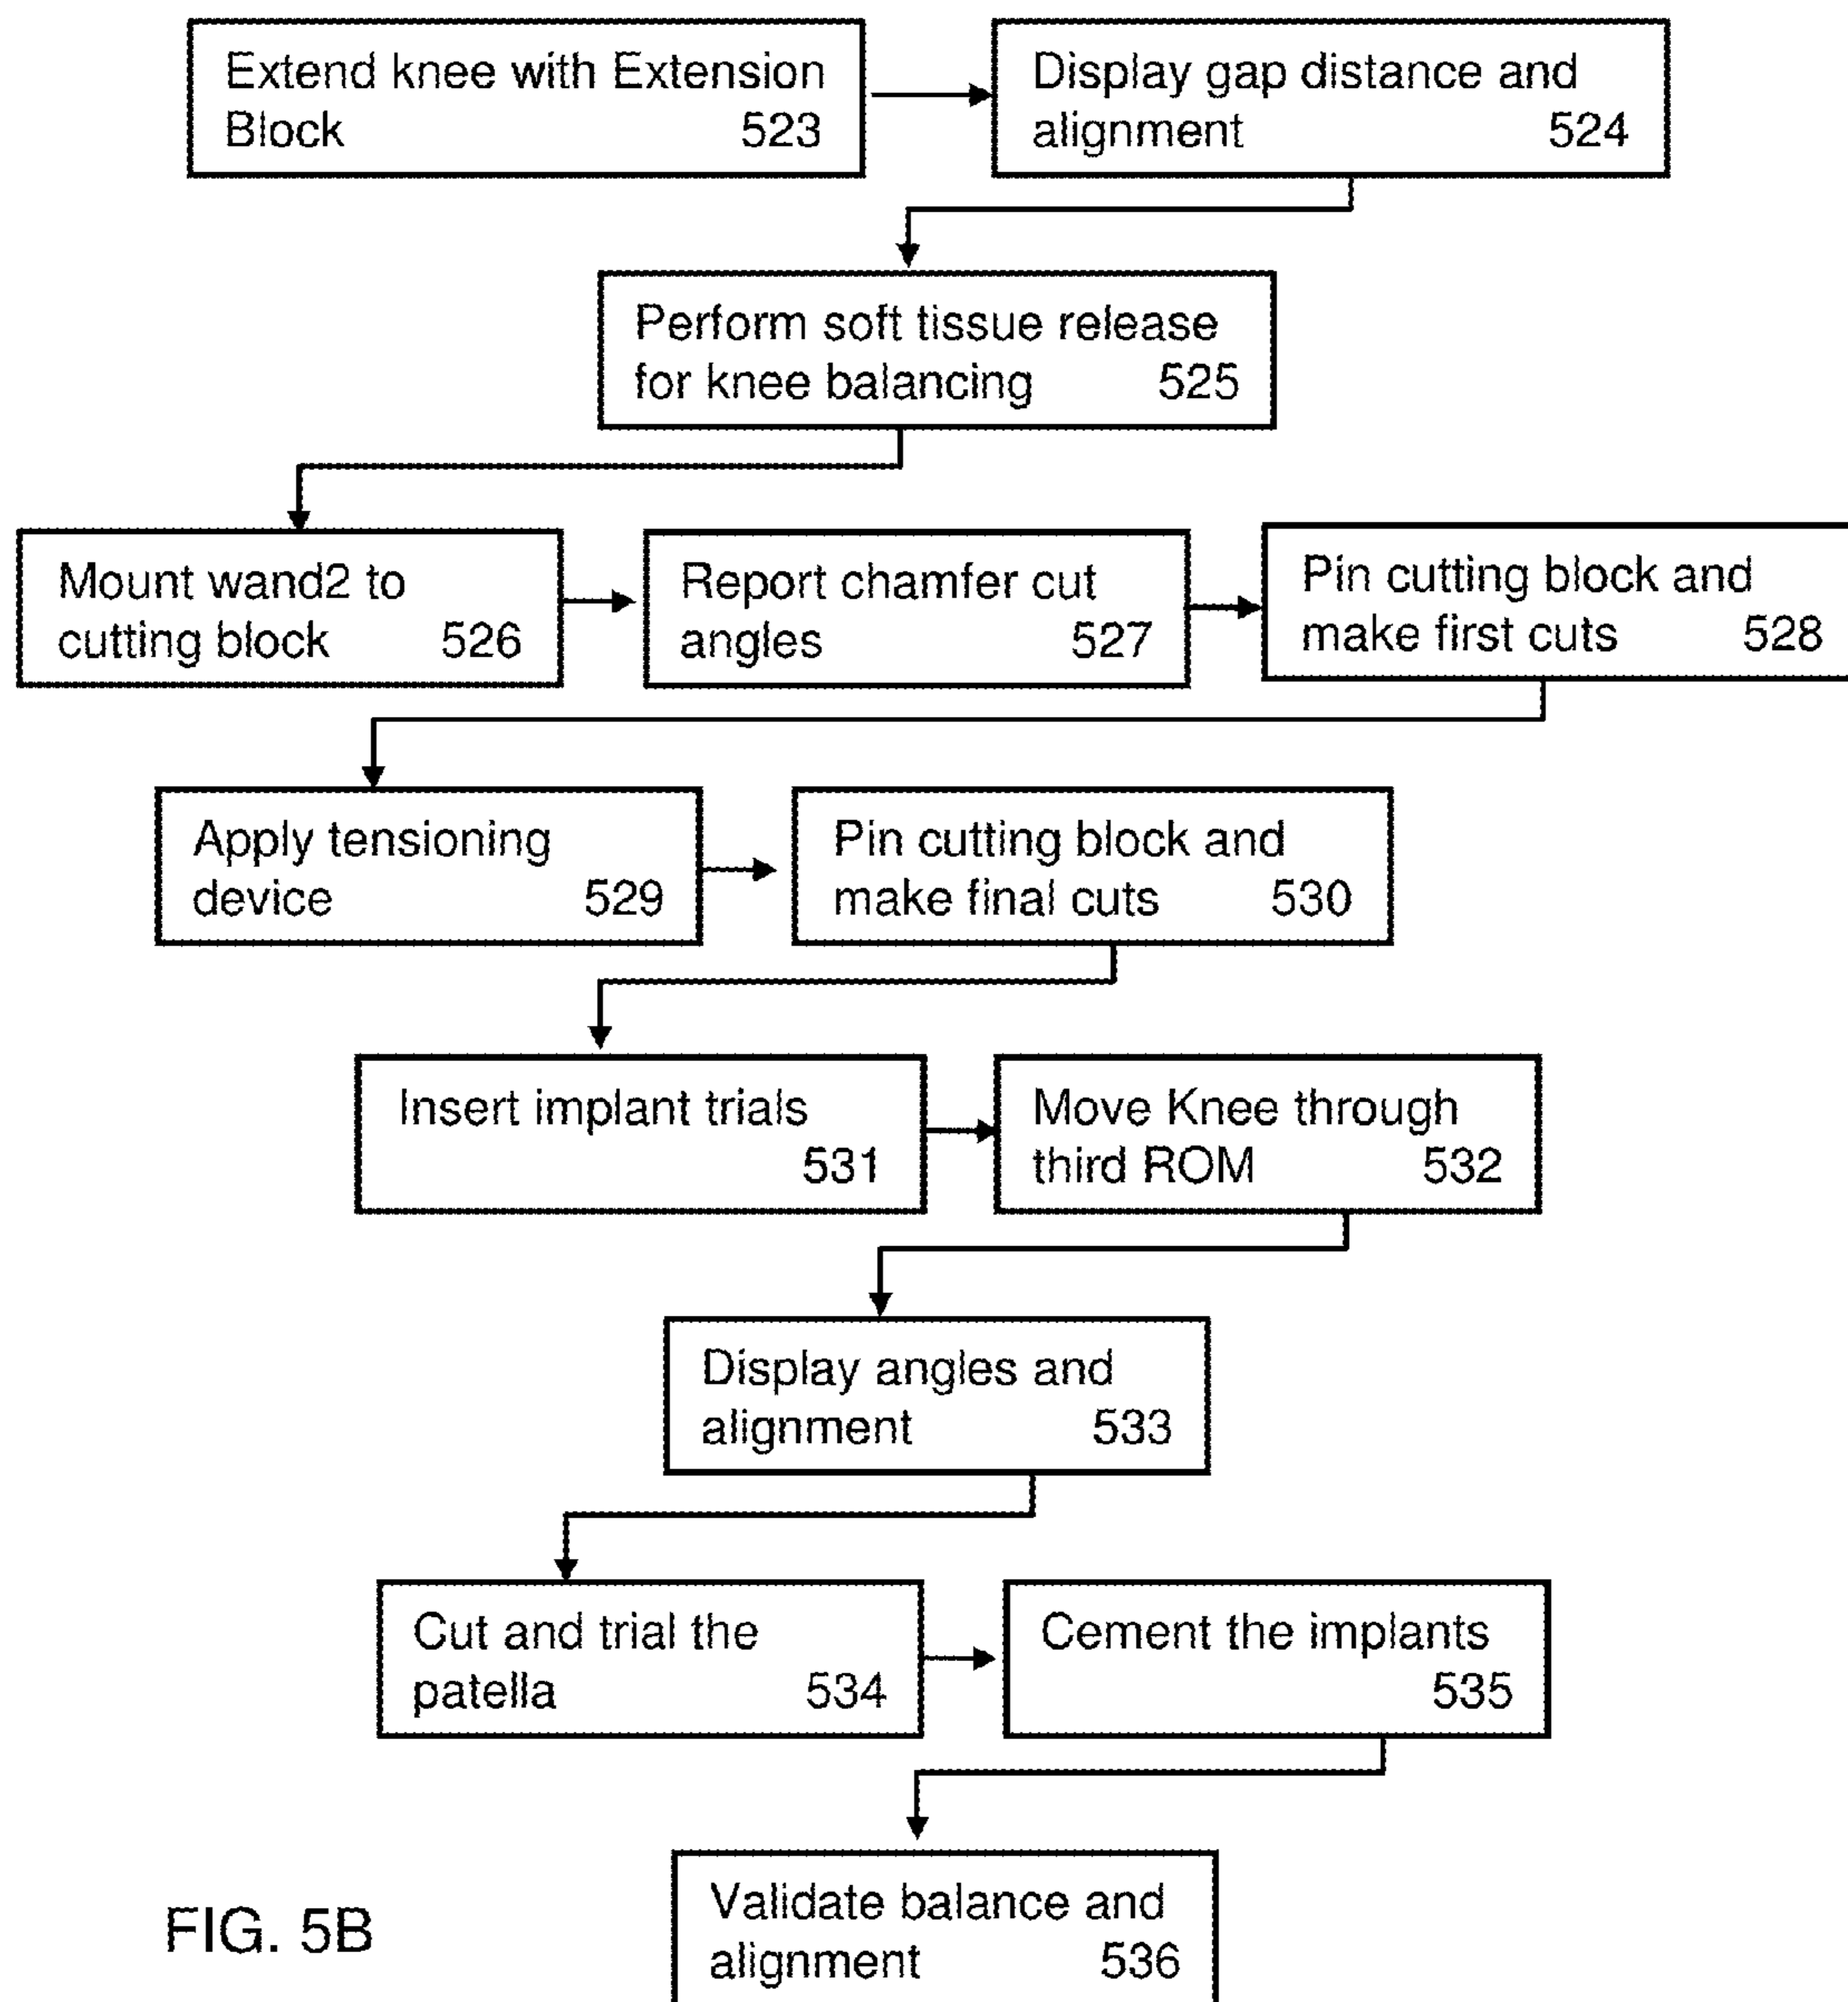 Extend knee with Extension
Block 523
Display gap distance and
alignment 524
Perform soft tissue release
for knee balancing 525
Mount wand2 to
cutting block 526
Report chamfer cut
angles 527
Pin cutting block and
make first cuts 528
Apply tensioning
device 529
Pin cutting block and
make final cuts 530
Insert implant trials
531
Move Knee through
third ROM 532
Display angles and
alignment 533
Cut and trial the
patella 534
Cement the implants
535
Validate balance and
alignment 536
FIG. 5B